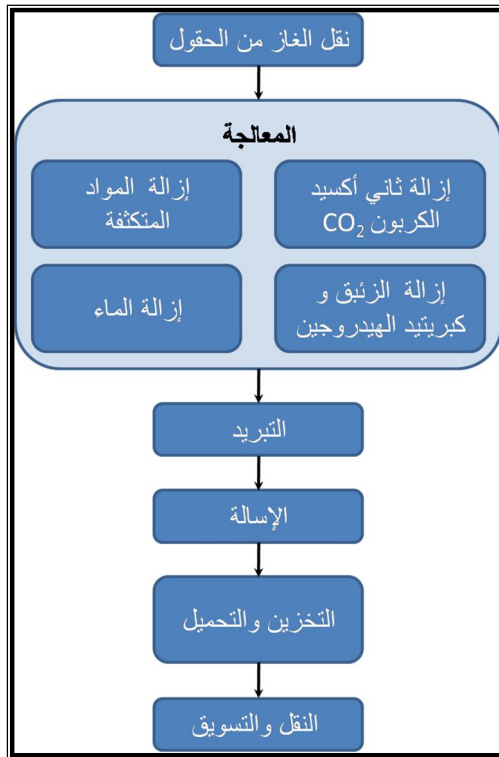 نقل الغاز من الحقول
المعالجة
إزالة ثاني أكسيد
الكربون CO₂
إزالة المواد
المتكثفة
إزالة الزئبق و
كبريتيد الهيدروجين
إزالة الماء
التبريد
الإسالة
التخزين والتحميل
النقل والتسويق